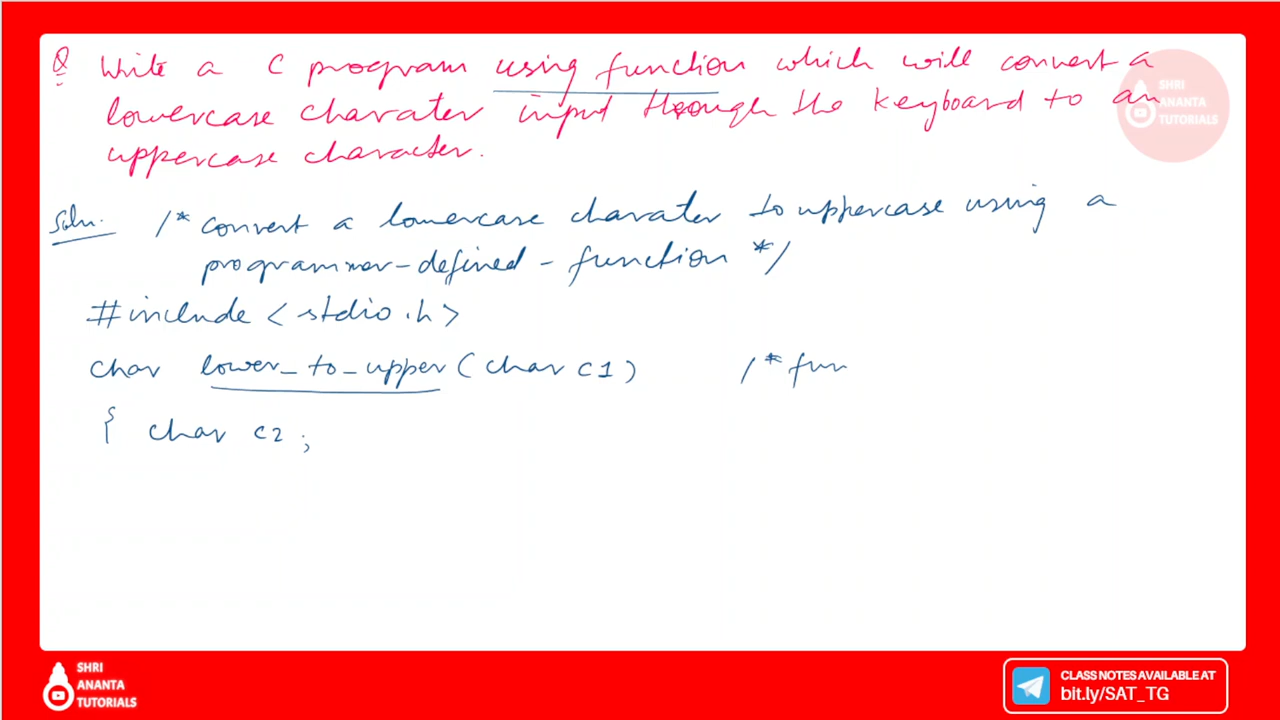 Q Write a C program using function which will convert a
lowercase charater input through the keyboard to an
uppercase character.
Soln. /* convert a lowercase charater to uppercase using a
programmer-defined-function */
#include < stdio.h >
char lower_to_upper (char c1) /* fun
{ char c2 ;
SHRI
ANANTA
TUTORIALS
SHRI
ANANTA
TUTORIALS
CLASS NOTES AVAILABLE AT
bit.ly/SAT_TG